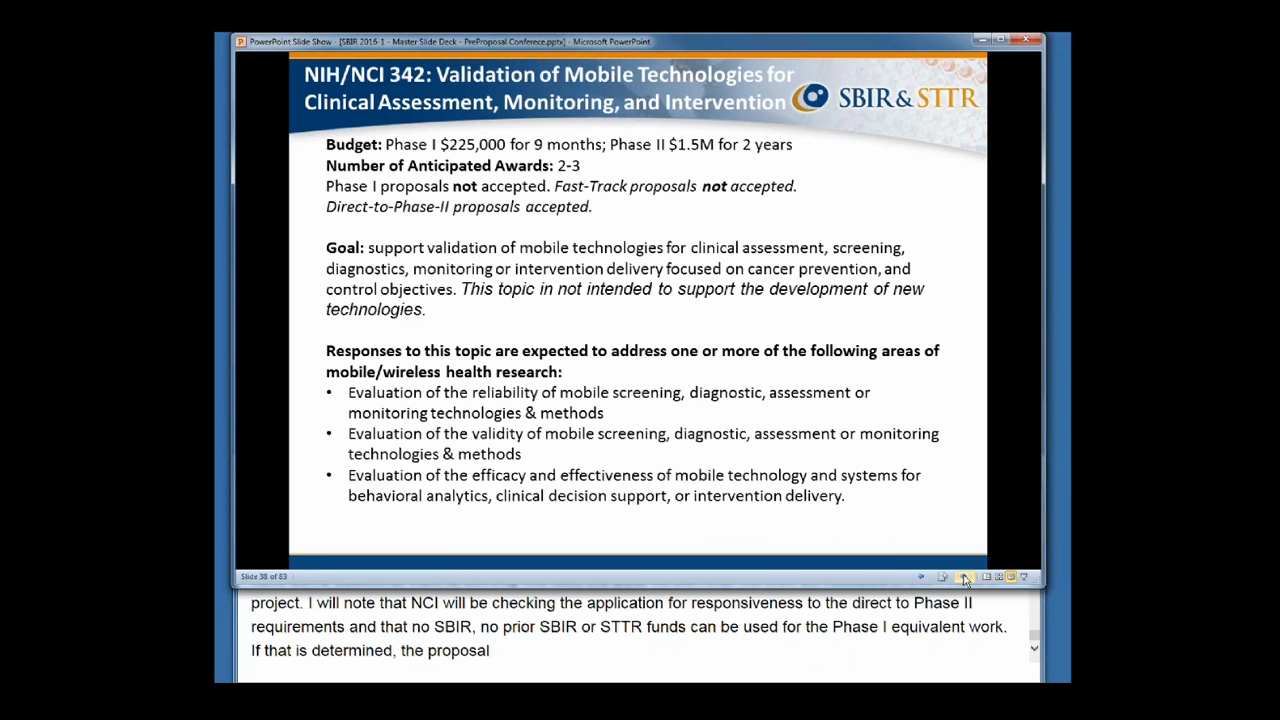 PowerPoint Slide Show - [SBIR 2016-1 - Master Slide Deck - PreProposal Conferece.pptx] - Microsoft PowerPoint
NIH/NCI 342: Validation of Mobile Technologies for
Clinical Assessment, Monitoring, and Intervention
SBIR & STTR
Budget: Phase I $225,000 for 9 months; Phase II $1.5M for 2 years
Number of Anticipated Awards: 2-3
Phase I proposals not accepted. Fast-Track proposals not accepted.
Direct-to-Phase-II proposals accepted.
Goal: support validation of mobile technologies for clinical assessment, screening,
diagnostics, monitoring or intervention delivery focused on cancer prevention, and
control objectives. This topic in not intended to support the development of new
technologies.
Responses to this topic are expected to address one or more of the following areas of
mobile/wireless health research:
• Evaluation of the reliability of mobile screening, diagnostic, assessment or
monitoring technologies & methods
• Evaluation of the validity of mobile screening, diagnostic, assessment or monitoring
technologies & methods
• Evaluation of the efficacy and effectiveness of mobile technology and systems for
behavioral analytics, clinical decision support, or intervention delivery.
Slide 38 of 83
project. I will note that NCI will be checking the application for responsiveness to the direct to Phase II
requirements and that no SBIR, no prior SBIR or STTR funds can be used for the Phase I equivalent work.
If that is determined, the proposal